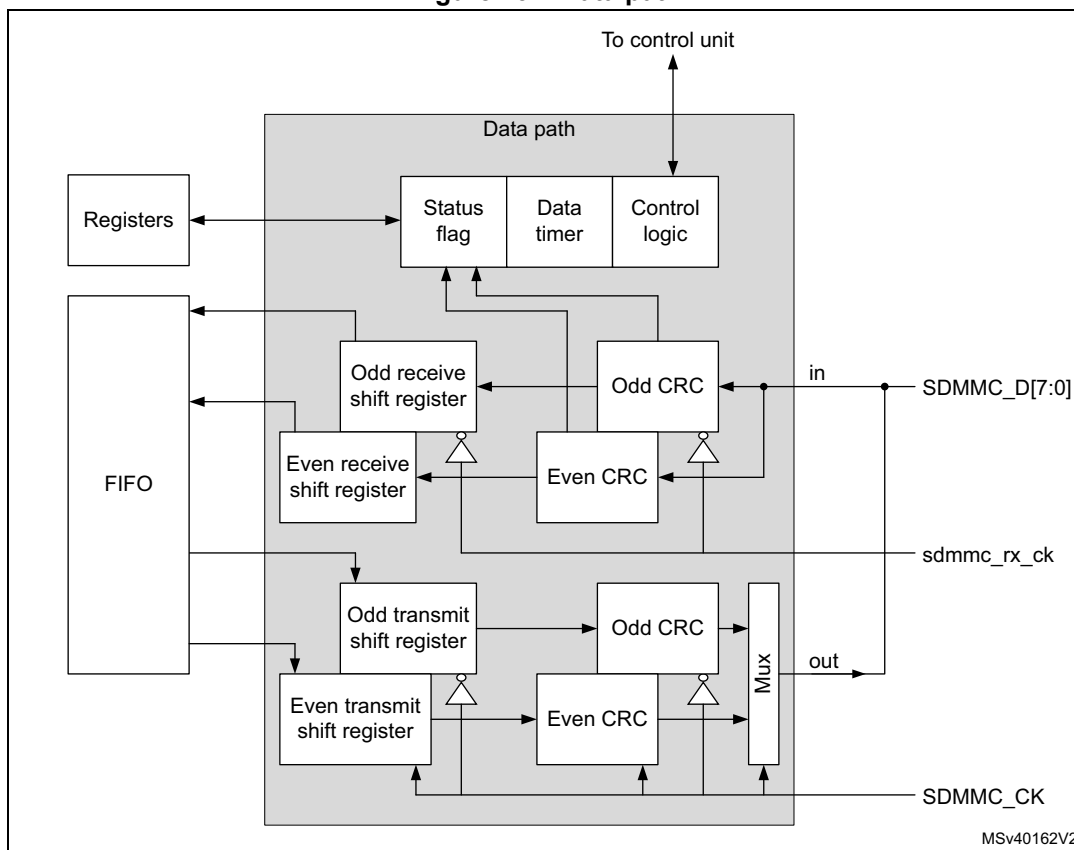 To control unit
Data path
Registers
Status
flag
Data
timer
Control
logic
FIFO
Odd receive
shift register
Odd CRC
in
SDMMC_D[7:0]
Even receive
shift register
Even CRC
sdmmc_rx_ck
Odd transmit
shift register
Odd CRC
Mux
out
Even transmit
shift register
Even CRC
SDMMC_CK
MSv40162V2